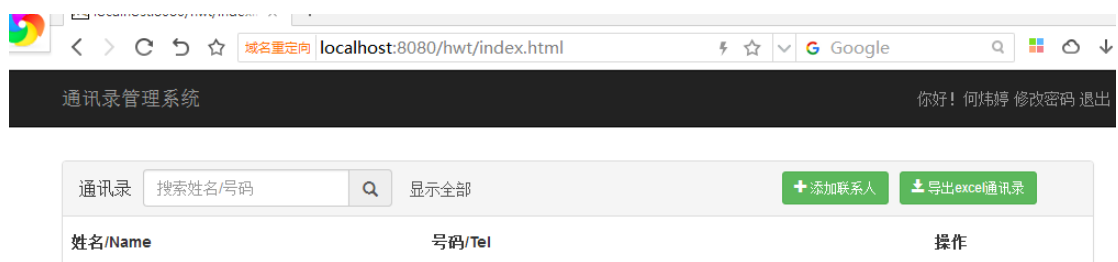 域名重定向 localhost:8080/hwt/index.html Google
通讯录管理系统 你好！何炜婷 修改密码 退出
通讯录 搜索姓名/号码 显示全部 添加联系人 导出excel通讯录
姓名/Name 号码/Tel 操作